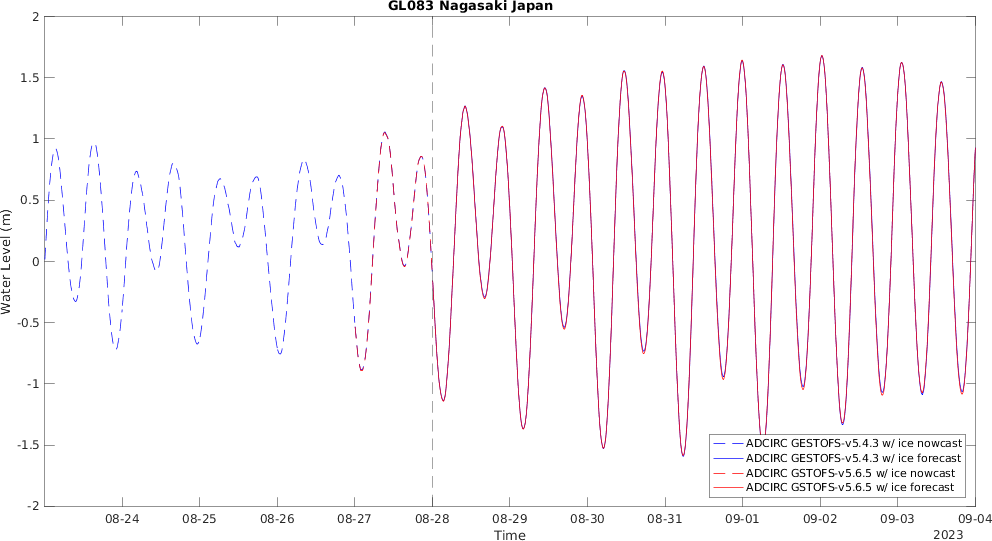 GL083 Nagasaki Japan
2
1.5
1
0.5
0
-0.5
-1
-1.5
-2
Water Level (m)
ADCIRC GESTOFS-v5.4.3 w/ ice nowcast
ADCIRC GESTOFS-v5.4.3 w/ ice forecast
ADCIRC GSTOFS-v5.6.5 w/ ice nowcast
ADCIRC GSTOFS-v5.6.5 w/ ice forecast
08-24 08-25 08-26 08-27 08-28 08-29 08-30 08-31 09-01 09-02 09-03 09-04
Time
2023